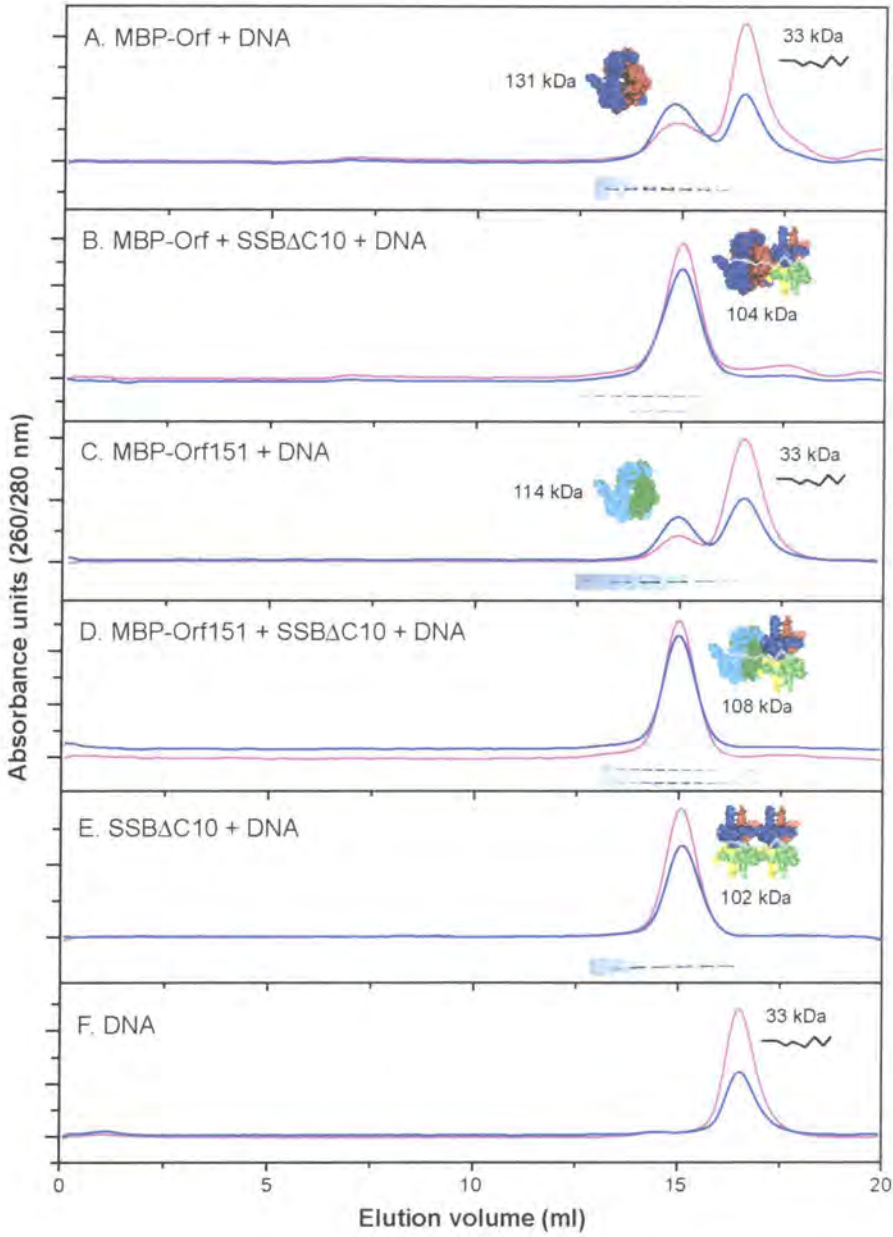 A. MBP-Orf + DNA
131 kDa
33 kDa
B. MBP-Orf + SSBΔC10 + DNA
104 kDa
C. MBP-Orf151 + DNA
114 kDa
33 kDa
D. MBP-Orf151 + SSBΔC10 + DNA
108 kDa
E. SSBΔC10 + DNA
102 kDa
F. DNA
33 kDa
Absorbance units (260/280 nm)
0 5 10 15 20
Elution volume (ml)